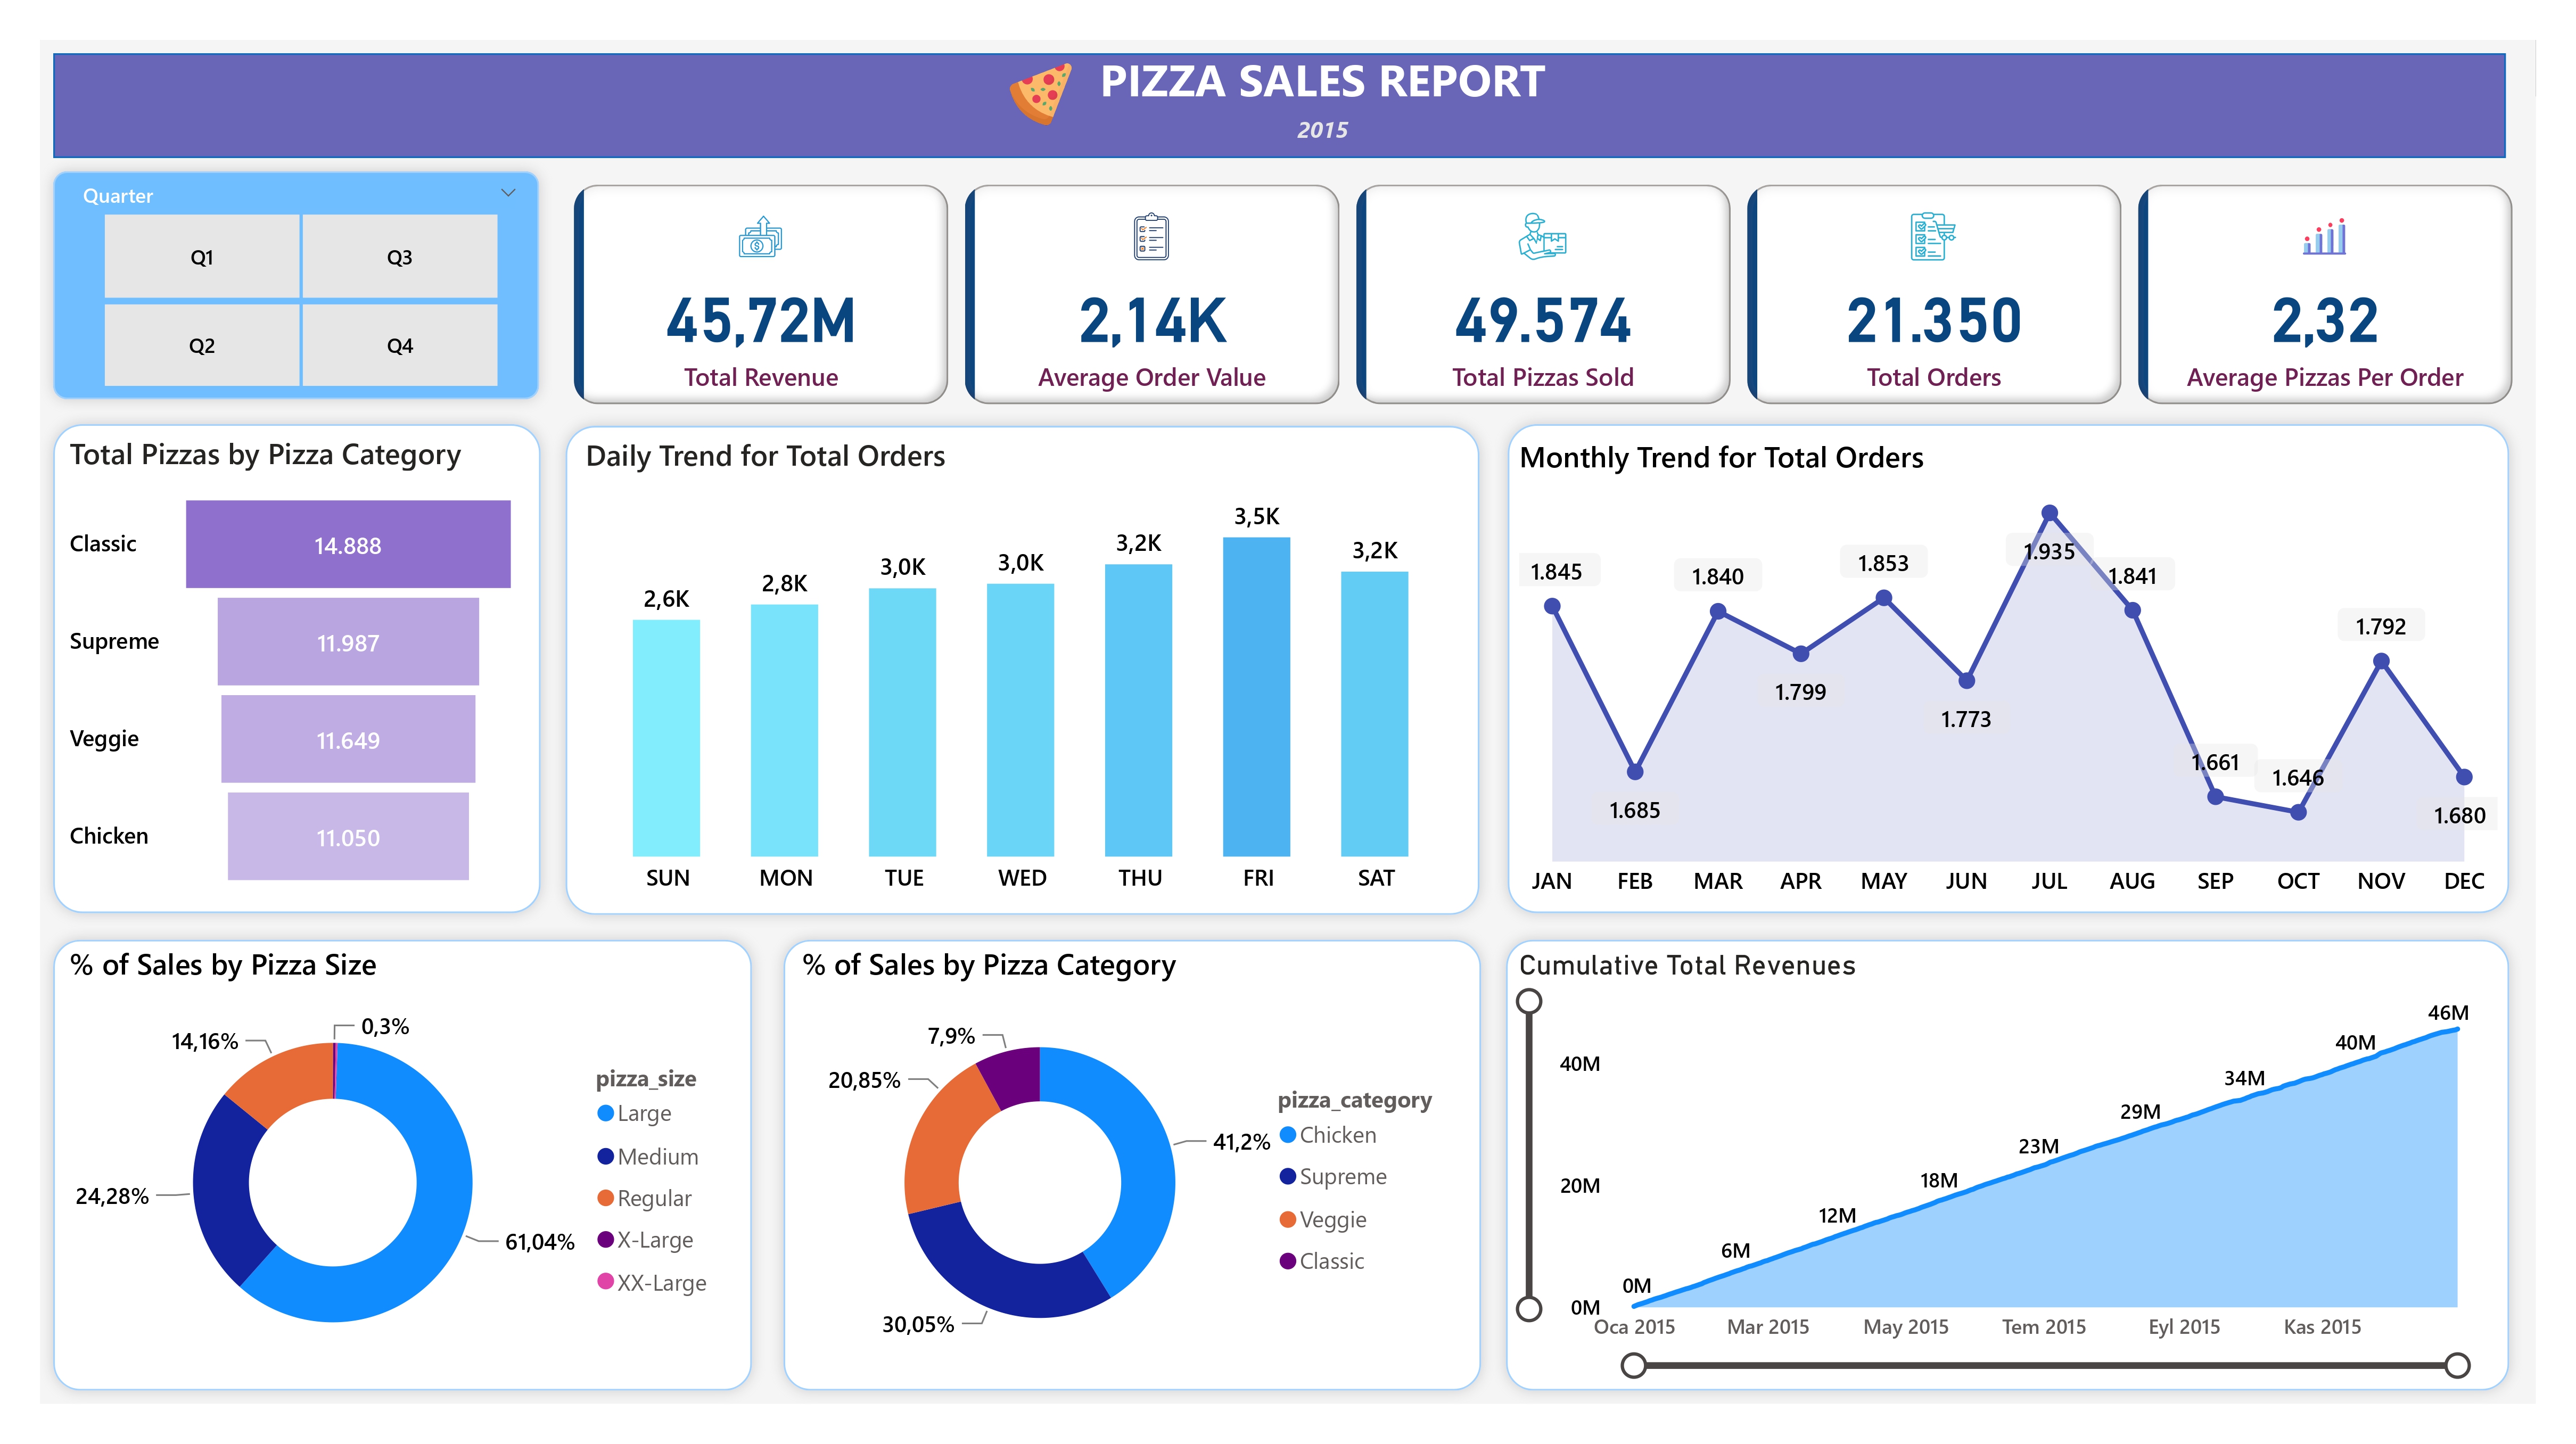 PIZZA SALES REPORT
2015
Quarter
Q1
Q3
Q2
Q4
45,72M
Total Revenue
2,14K
Average Order Value
49.574
Total Pizzas Sold
21.350
Total Orders
2,32
Average Pizzas Per Order
Total Pizzas by Pizza Category
Classic
14.888
Supreme
11.987
Veggie
11.649
Chicken
11.050
Daily Trend for Total Orders
2,6K
2,8K
3,0K
3,0K
3,2K
3,5K
3,2K
SUN
MON
TUE
WED
THU
FRI
SAT
Monthly Trend for Total Orders
1.845
1.685
1.840
1.799
1.853
1.773
1.935
1.841
1.661
1.646
1.792
1.680
JAN
FEB
MAR
APR
MAY
JUN
JUL
AUG
SEP
OCT
NOV
DEC
% of Sales by Pizza Size
0,3%
14,16%
24,28%
61,04%
pizza_size
Large
Medium
Regular
X-Large
XX-Large
% of Sales by Pizza Category
7,9%
20,85%
41,2%
30,05%
pizza_category
Chicken
Supreme
Veggie
Classic
Cumulative Total Revenues
40M
20M
0M
0M
6M
12M
18M
23M
29M
34M
40M
46M
Oca 2015
Mar 2015
May 2015
Tem 2015
Eyl 2015
Kas 2015